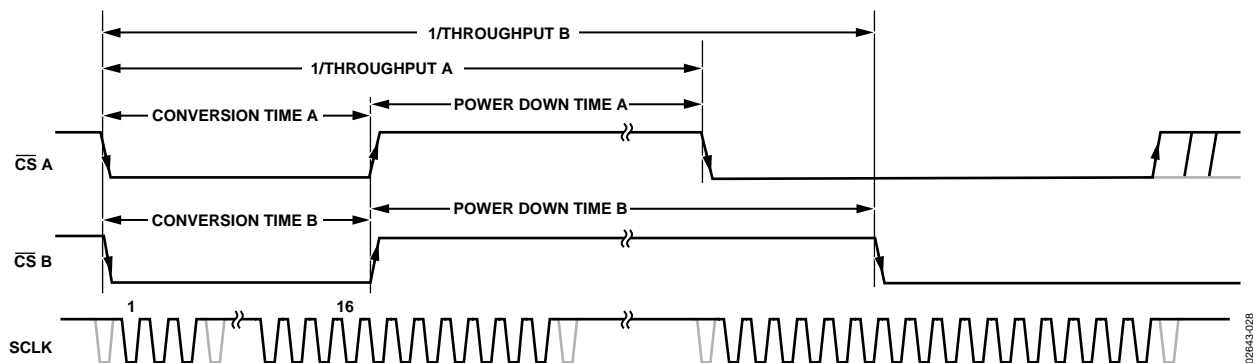 1/THROUGHPUT B
1/THROUGHPUT A
CONVERSION TIME A
POWER DOWN TIME A
CS A
CONVERSION TIME B
POWER DOWN TIME B
CS B
1
16
SCLK
02643-028